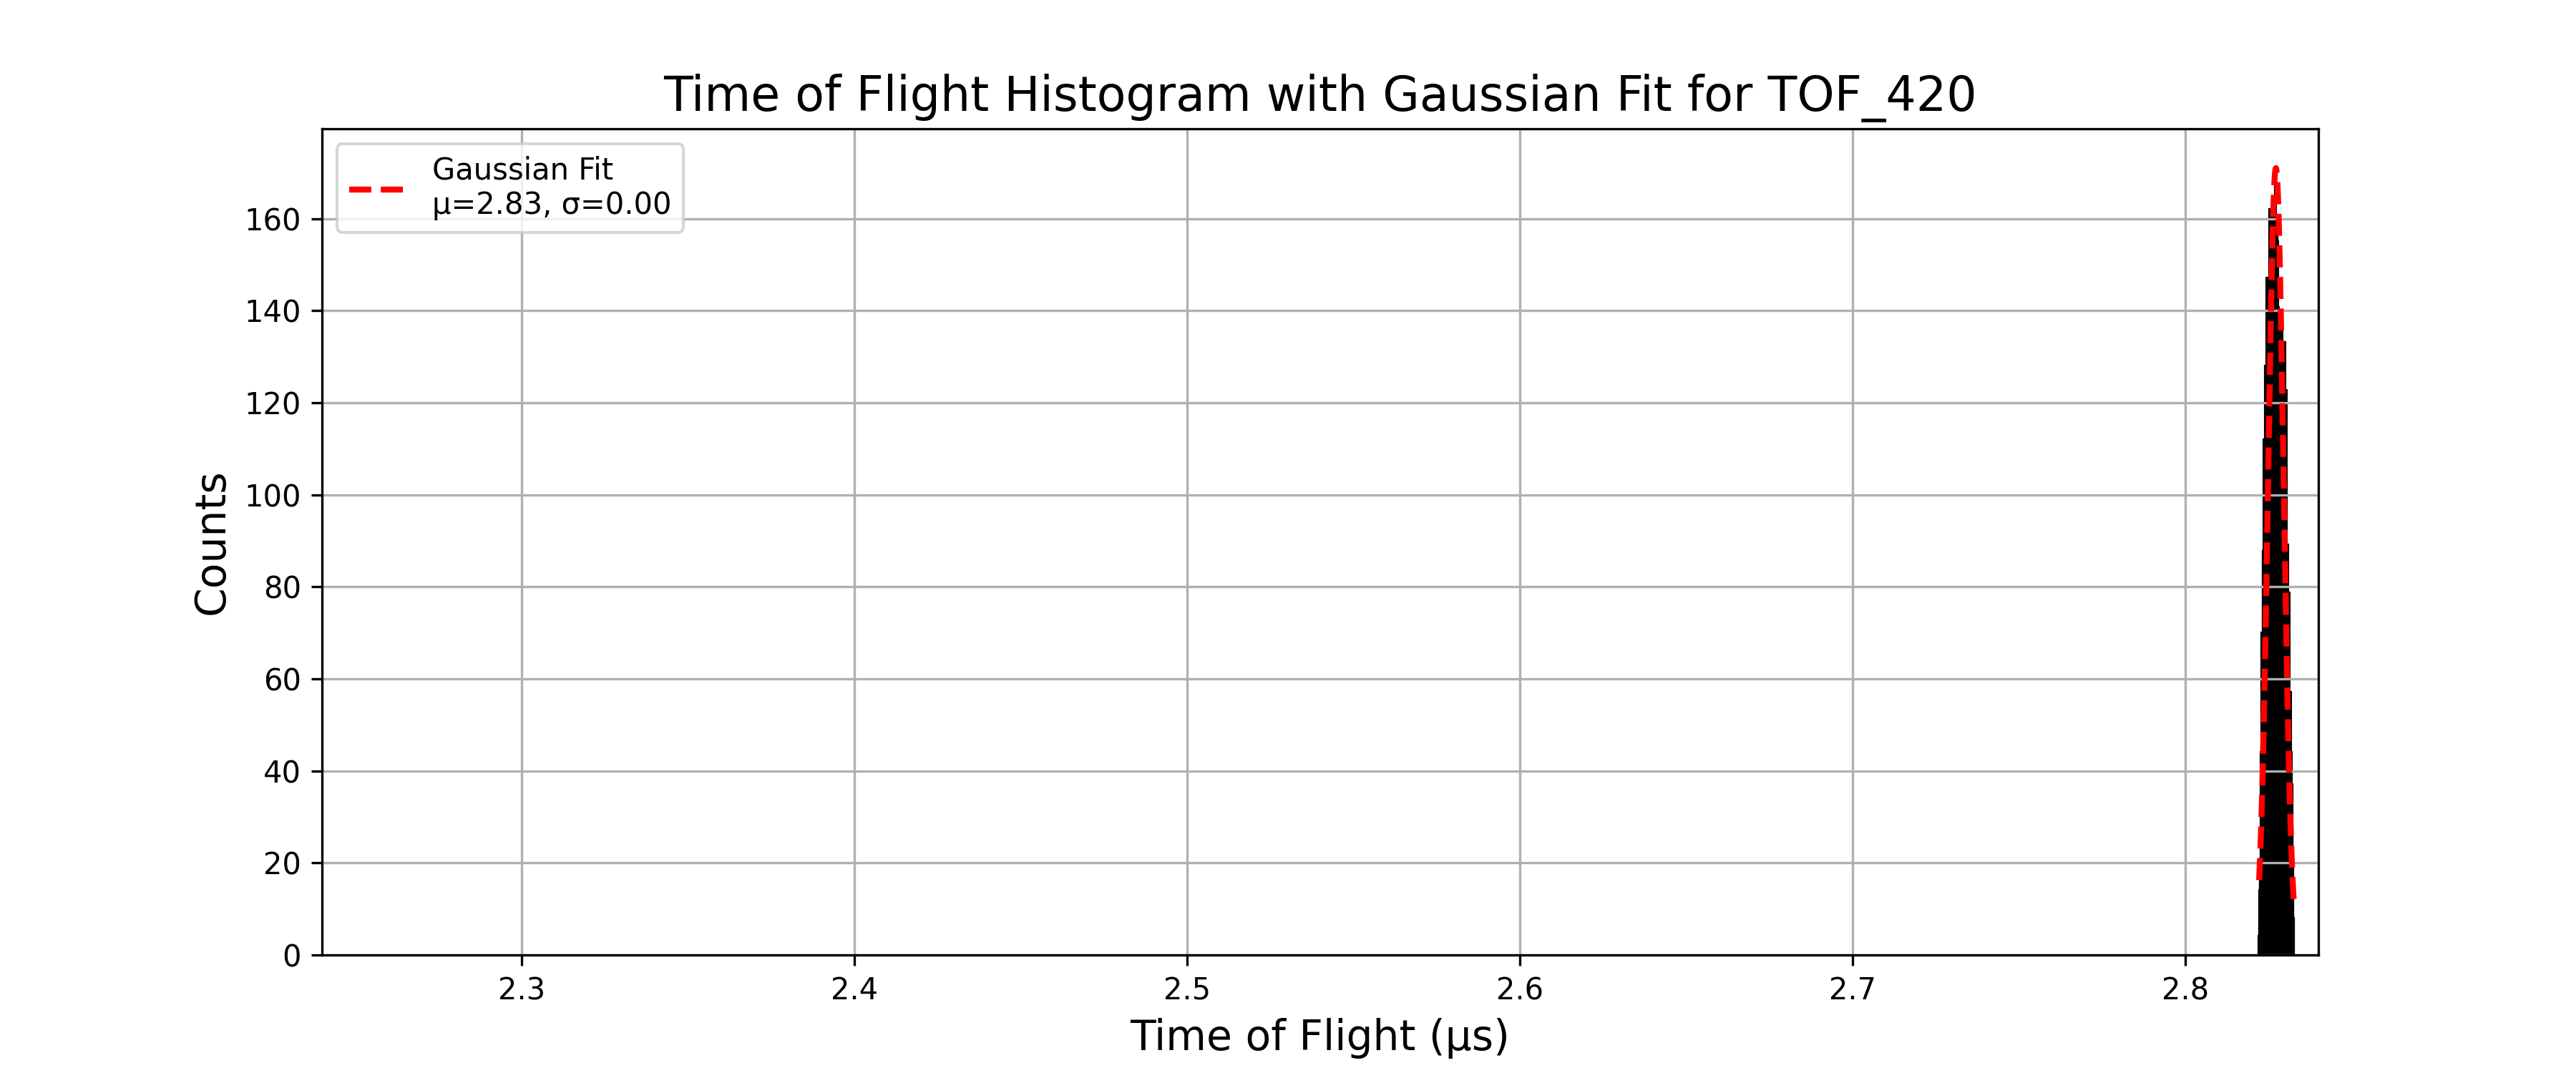 Time of Flight Histogram with Gaussian Fit for TOF_420
Gaussian Fit
μ=2.83, σ=0.00
160
140
120
100
80
60
40
20
0
Counts
2.3 2.4 2.5 2.6 2.7 2.8
Time of Flight (μs)